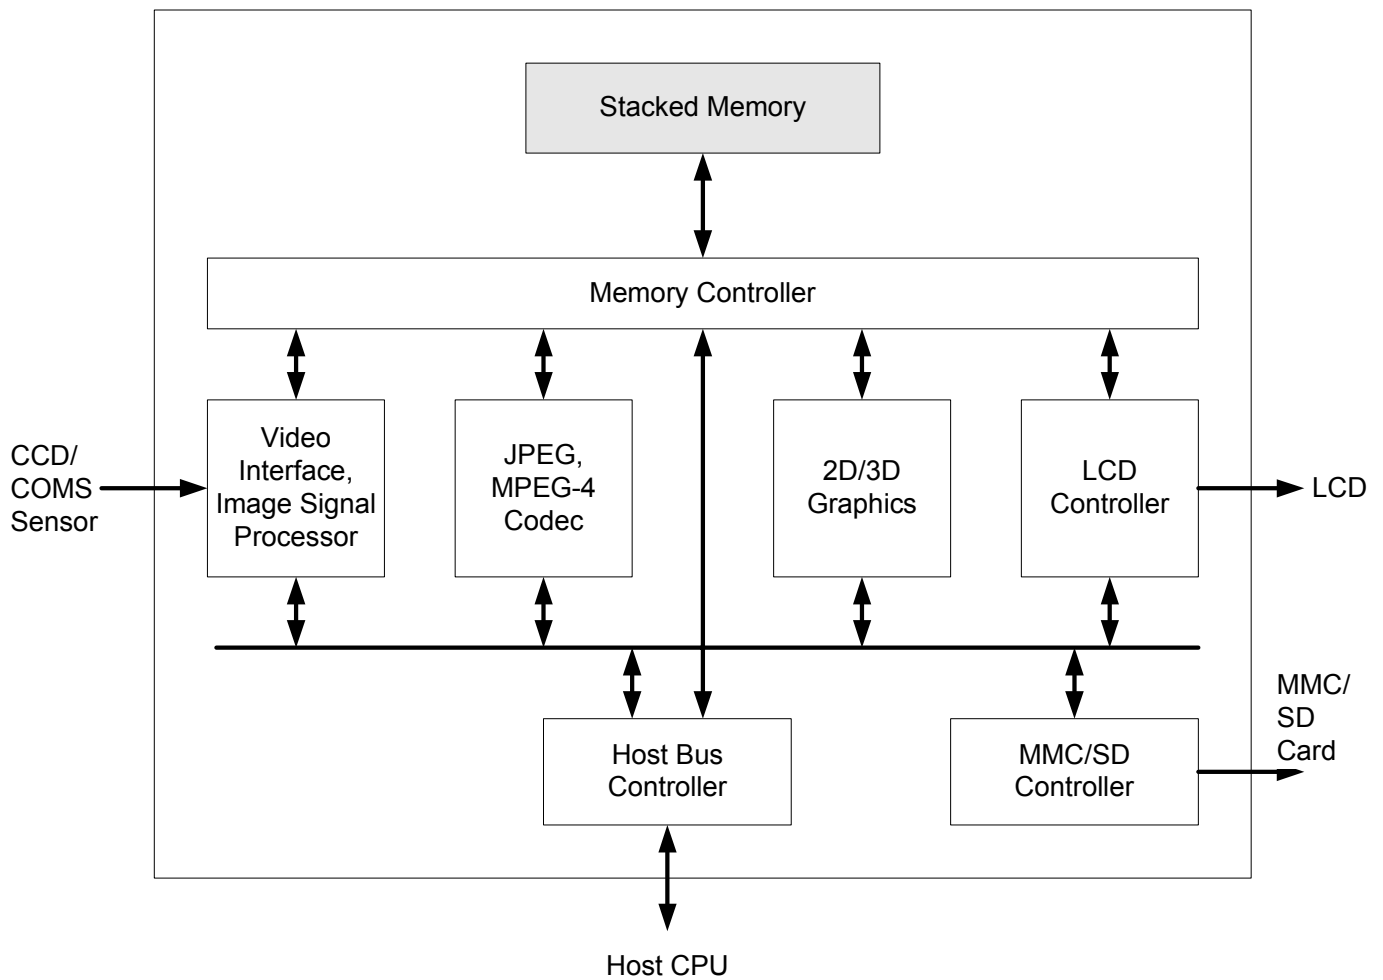 Stacked Memory
Memory Controller
CCD/
COMS
Sensor
Video
Interface,
Image Signal
Processor
JPEG,
MPEG-4
Codec
2D/3D
Graphics
LCD
Controller
LCD
Host Bus
Controller
MMC/SD
Controller
MMC/
SD
Card
Host CPU